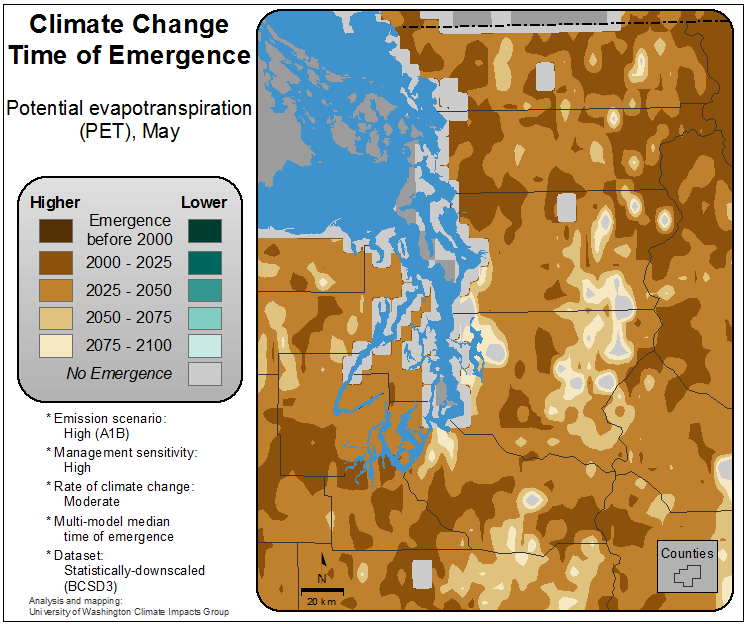 Climate Change
Time of Emergence
Potential evapotranspiration
(PET), May
Higher Lower
Emergence
before 2000
2000 - 2025
2025 - 2050
2050 - 2075
2075 - 2100
No Emergence
* Emission scenario:
High (A1B)
* Management sensitivity:
High
* Rate of climate change:
Moderate
* Multi-model median
time of emergence
* Dataset:
Statistically-downscaled
(BCSD3)
Analysis and mapping:
University of Washington Climate Impacts Group
N
20 km
Counties